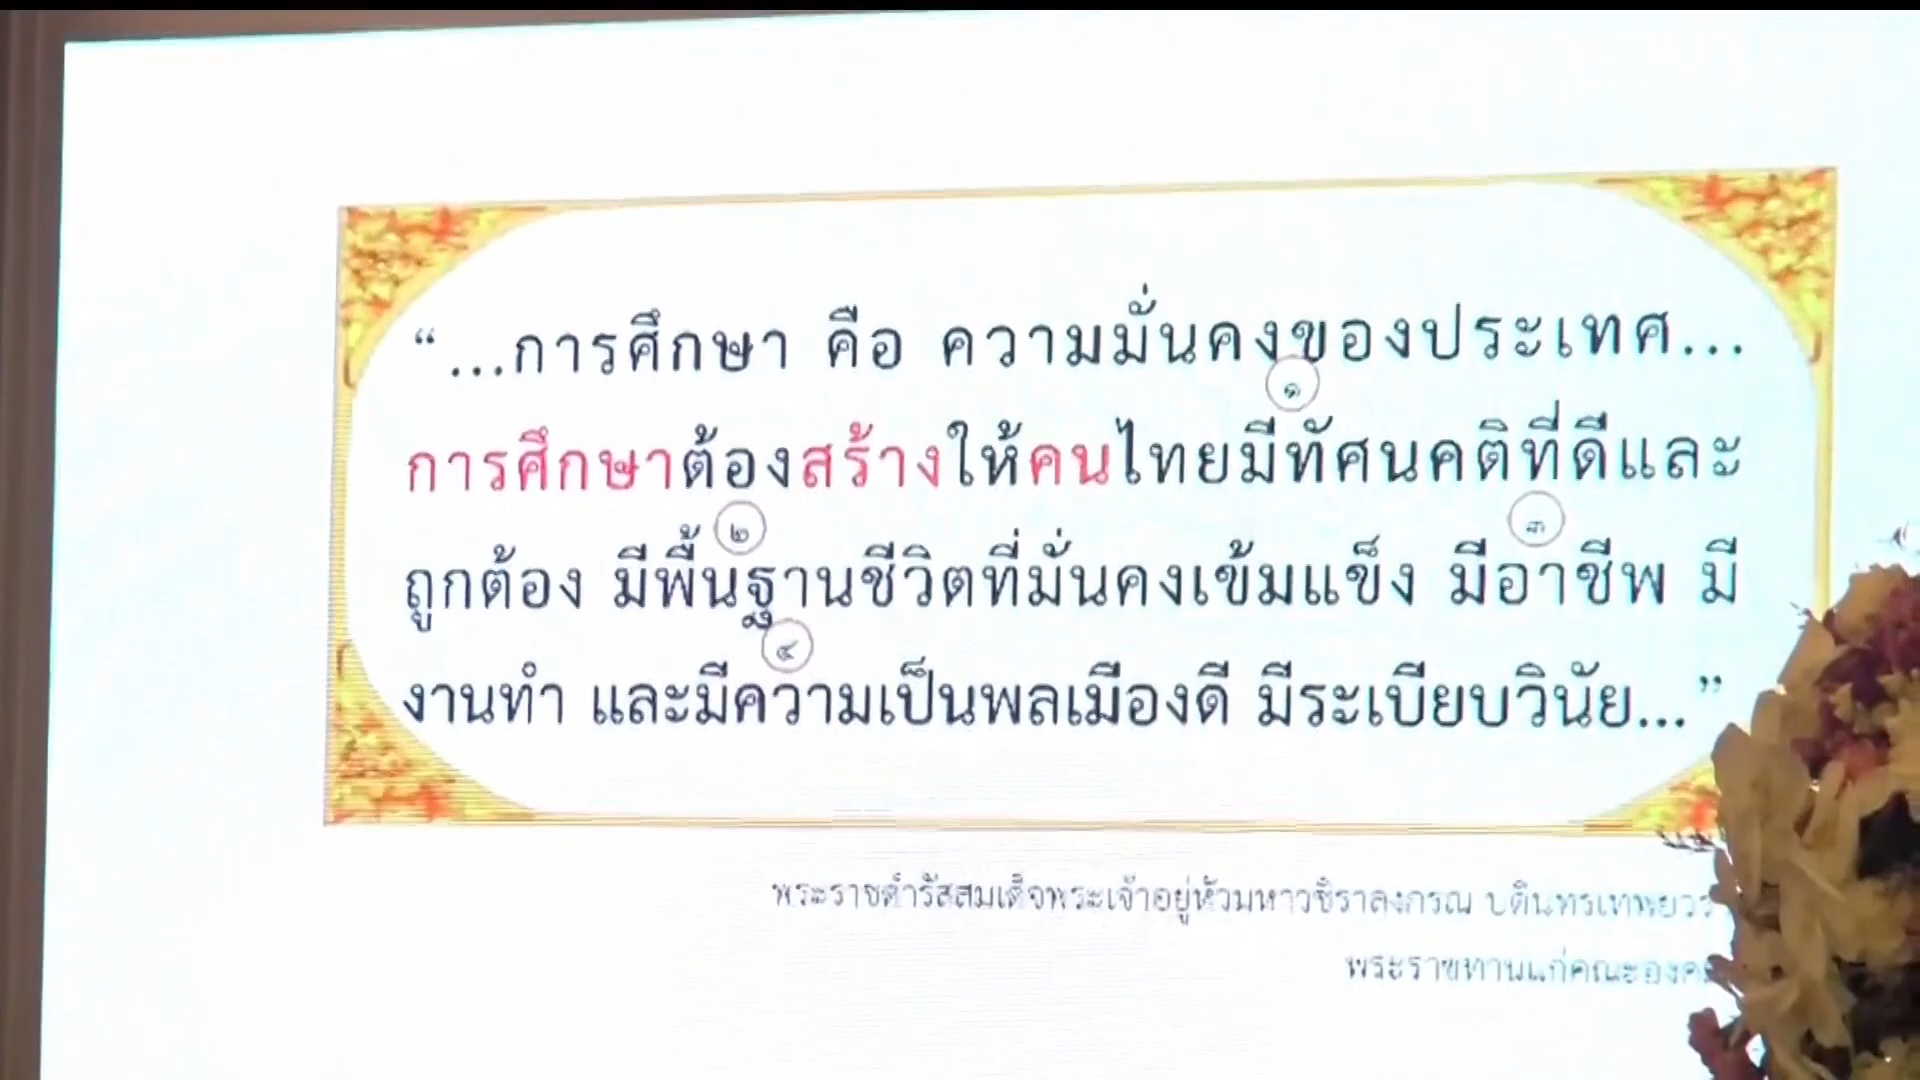 “...การศึกษา คือ ความมั่นคงของประเทศ...
๑
การศึกษาต้องสร้างให้คนไทยมีทัศนคติที่ดีและ
๒ ๓
ถูกต้อง มีพื้นฐานชีวิตที่มั่นคงเข้มแข็ง มีอาชีพ มี
๔
งานทำ และมีความเป็นพลเมืองดี มีระเบียบวินัย...”
พระราชดำรัสสมเด็จพระเจ้าอยู่หัวมหาวชิราลงกรณ บดินทรเทพยวร
พระราชทานแก่คณะองค